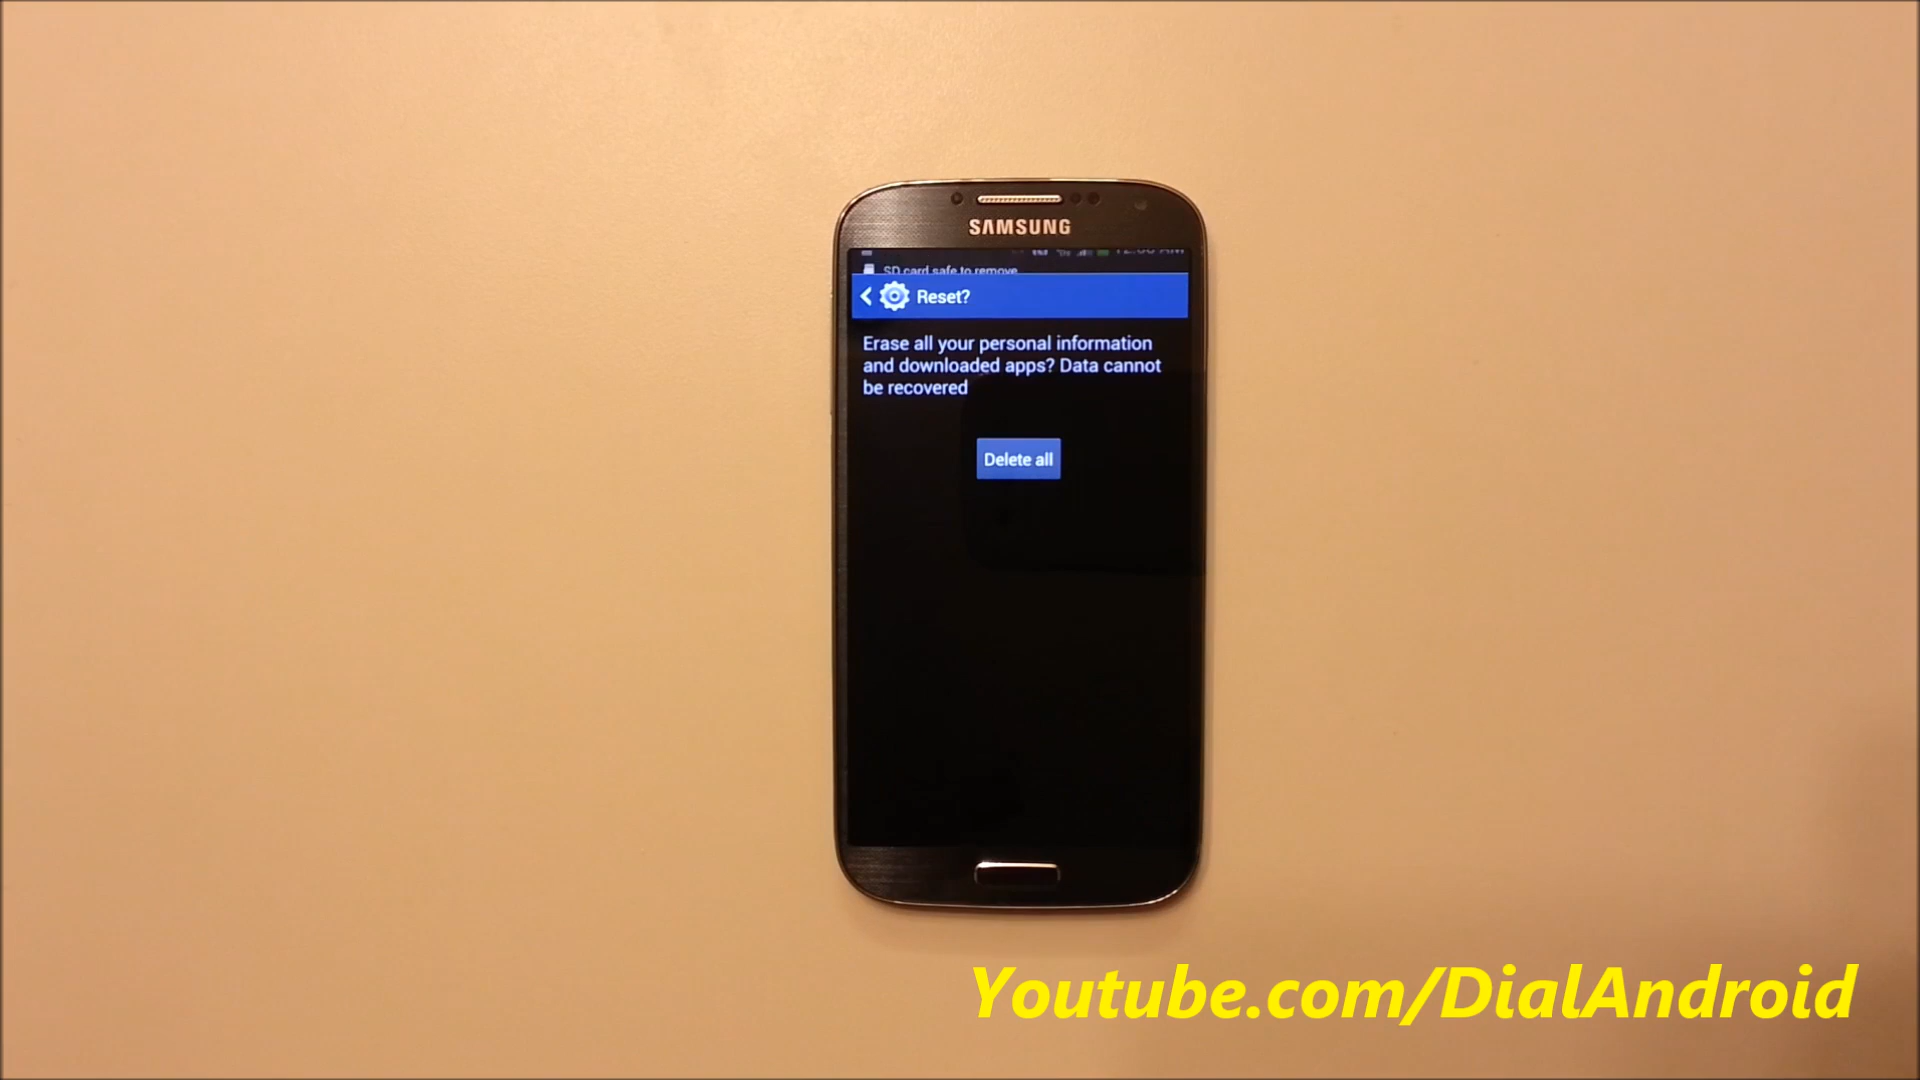 SAMSUNG
SD card safe to remove
Reset?
Erase all your personal information
and downloaded apps? Data cannot
be recovered
Delete all
Youtube.com/DialAndroid